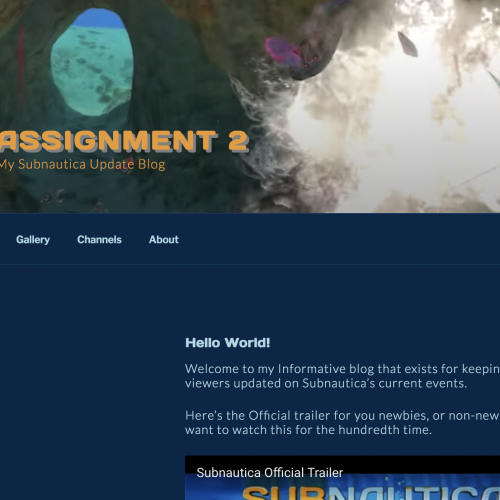 ASSIGNMENT 2
My Subnautica Update Blog
Gallery Channels About
Hello World!
Welcome to my Informative blog that exists for keepin
viewers updated on Subnautica's current events.
Here's the Official trailer for you newbies, or non-new
want to watch this for the hundredth time.
Subnautica Official Trailer
SUBNAUTICA